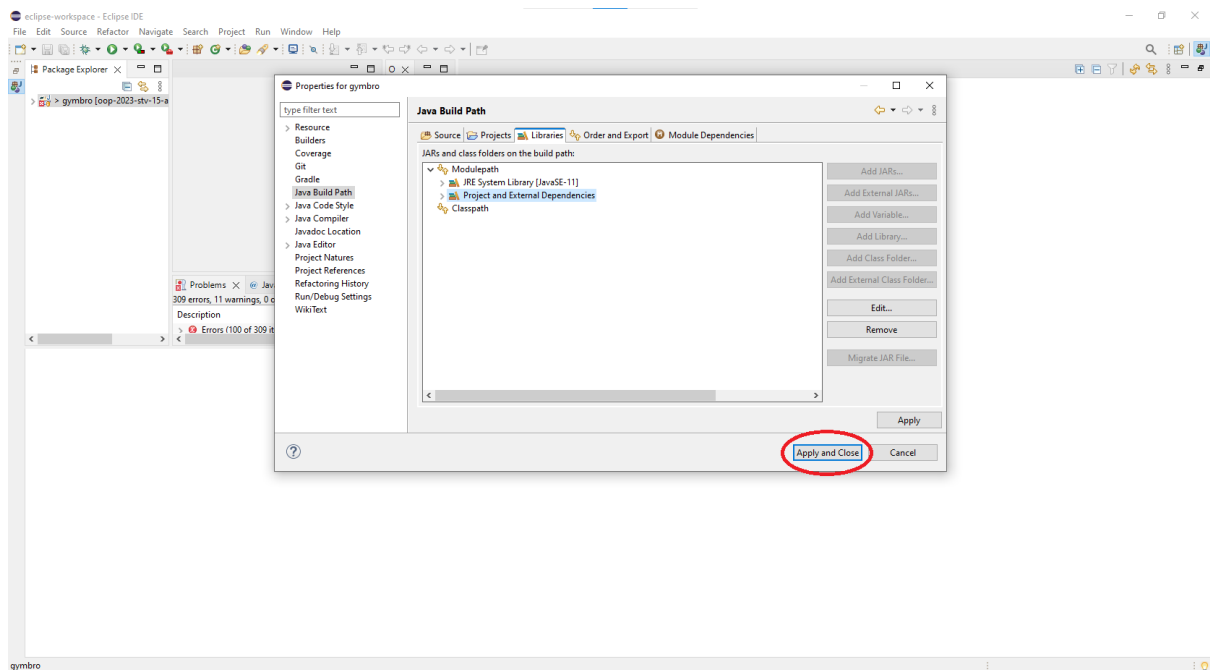 eclipse-workspace - Eclipse IDE
File Edit Source Refactor Navigate Search Project Run Window Help
Package Explorer
> gymbro [oop-2023-stv-15-a
Problems @ Jav
309 errors, 11 warnings, 0 o
Description
Errors (100 of 309 it
Properties for gymbro
type filter text
Resource
Builders
Coverage
Git
Gradle
Java Build Path
Java Code Style
Java Compiler
Javadoc Location
Java Editor
Project Natures
Project References
Refactoring History
Run/Debug Settings
WikiText
Java Build Path
Source Projects Libraries Order and Export Module Dependencies
JARs and class folders on the build path:
Modulepath
JRE System Library [JavaSE-11]
Project and External Dependencies
Classpath
Add JARs...
Add External JARs...
Add Variable...
Add Library...
Add Class Folder...
Add External Class Folder...
Edit...
Remove
Migrate JAR File...
Apply
Apply and Close Cancel
gymbro